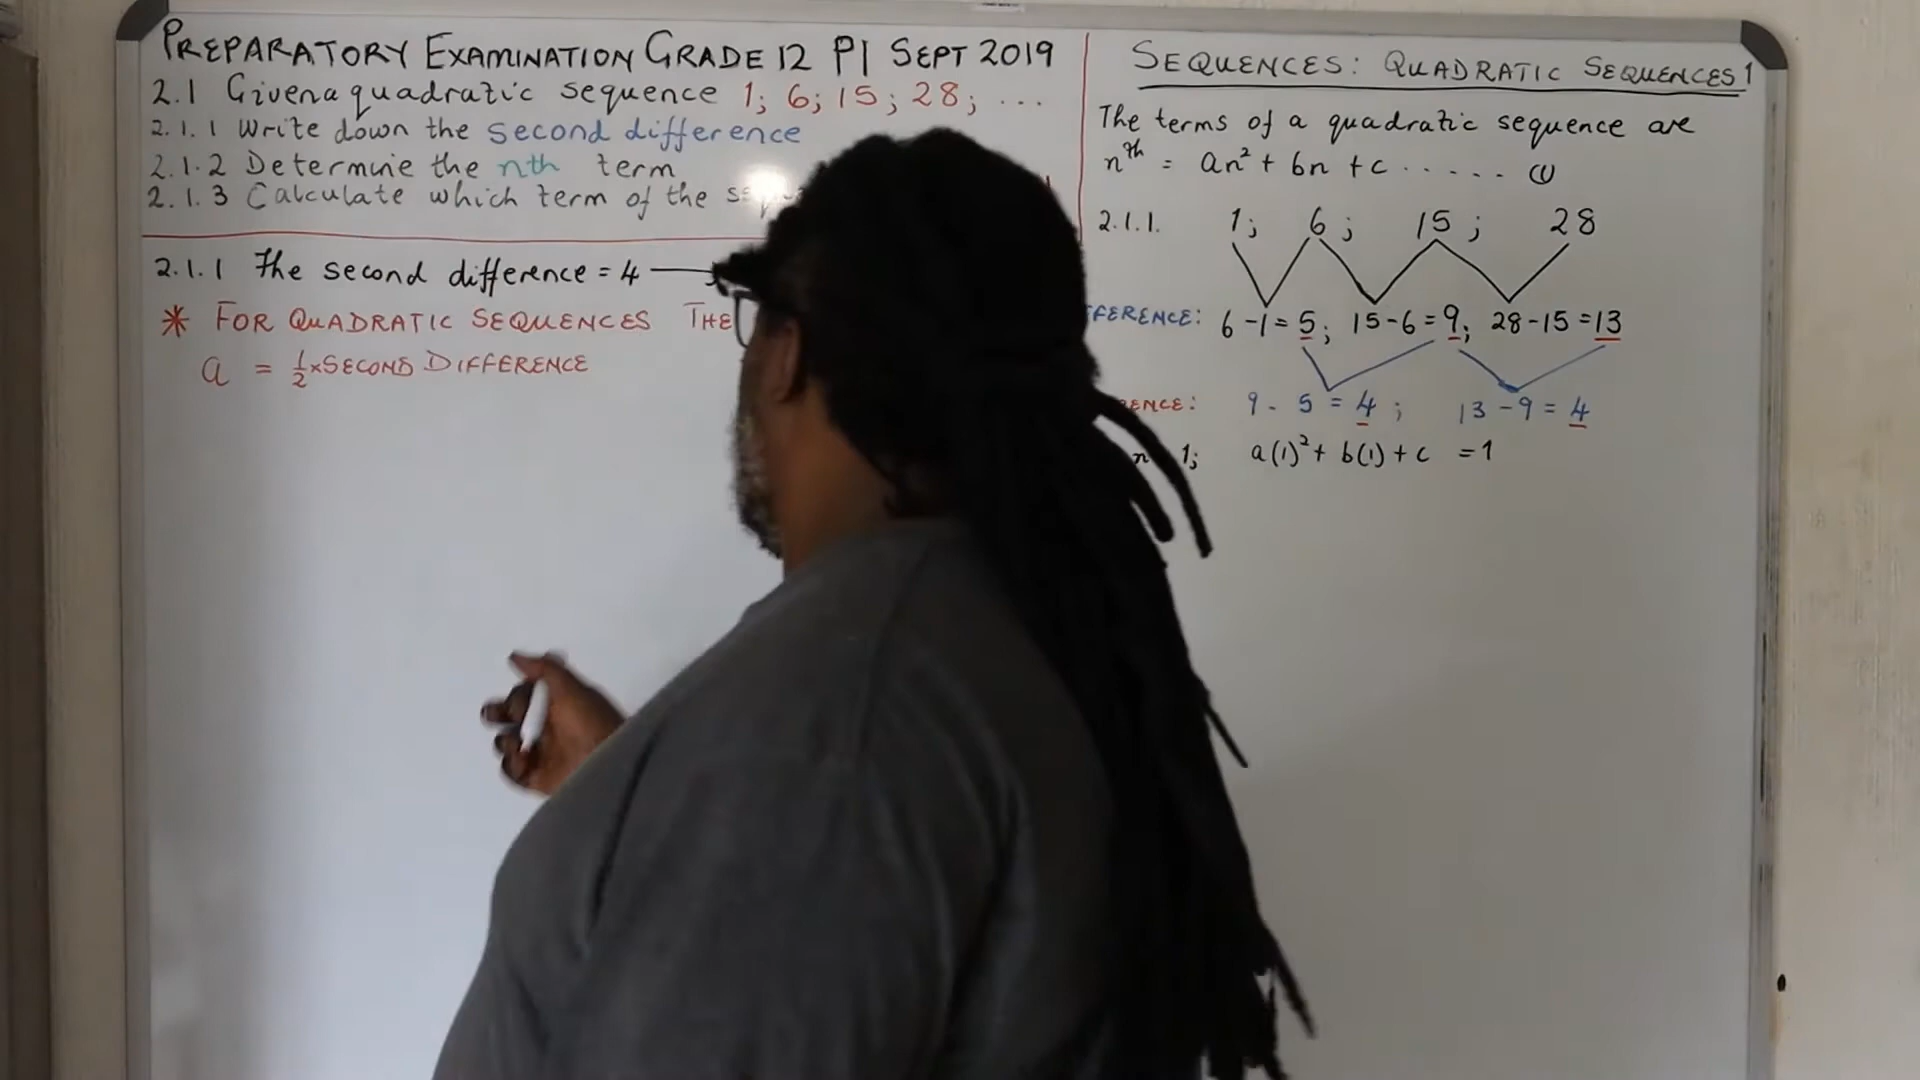 PREPARATORY EXAMINATION GRADE 12 P1 SEPT 2019
2.1 Given a quadratic sequence 1; 6; 15; 28; ...
2.1.1 Write down the second difference
2.1.2 Determine the nth term
2.1.3 Calculate which term of the
2.1.1 The second difference = 4
* FOR QUADRATIC SEQUENCES THE
a = ½ × SECOND DIFFERENCE
SEQUENCES: QUADRATIC SEQUENCES 1
The terms of a quadratic sequence are
nᵗʰ = an² + bn + c ..... (1)
2.1.1. 1; 6; 15; 28
FFERENCE: 6-1=5; 15-6=9; 28-15=13
ENCE: 9-5=4; 13-9=4
n 1; a(1)² + b(1) + c = 1